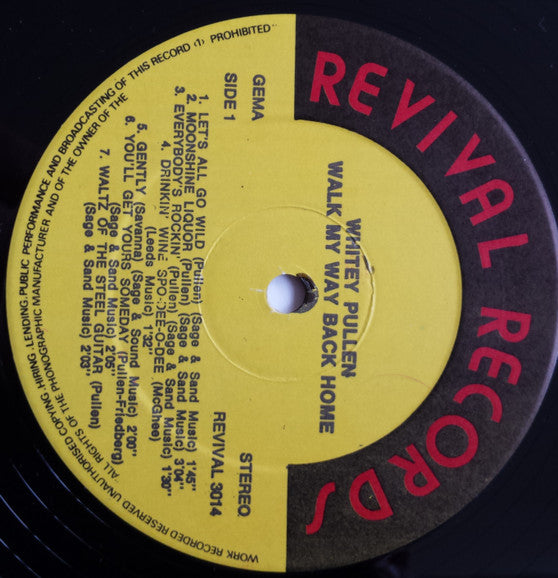 REVIVAL RECORDS
WHITEY PULLEN
WALK MY WAY BACK HOME
GEMA
SIDE 1
STEREO
REVIVAL 3014
1. LET'S ALL GO WILD (Pullen) (Sage & Sand Music) 1'45"
2. MOONSHINE LIQUOR (Pullen) (Sage & Sand Music) 3'04"
3. EVERYBODY'S ROCKIN' (Pullen) (Sage & Sand Music) 1'30"
4. DRINKIN' WINE SPO-DEE-O-DEE (McGhee)
(Leeds Music) 1'32"
5. GENTLY (Savanna) (Sage & Sound Music) 2'00"
6. YOU'LL GET YOURS SOMEDAY (Pullen-Friedberg)
(Sage & Sand Music) 2'05"
7. WALTZ OF THE STEEL GUITAR (Pullen)
(Sage & Sand Music) 2'03"
ALL RIGHTS OF THE PHONOGRAPHIC MANUFACTURER AND OF THE OWNER OF THE
WORK RECORDED RESERVED UNAUTHORISED COPYING, HIRING, LENDING, PUBLIC PERFORMANCE AND BROADCASTING OF THIS RECORD (1) PROHIBITED